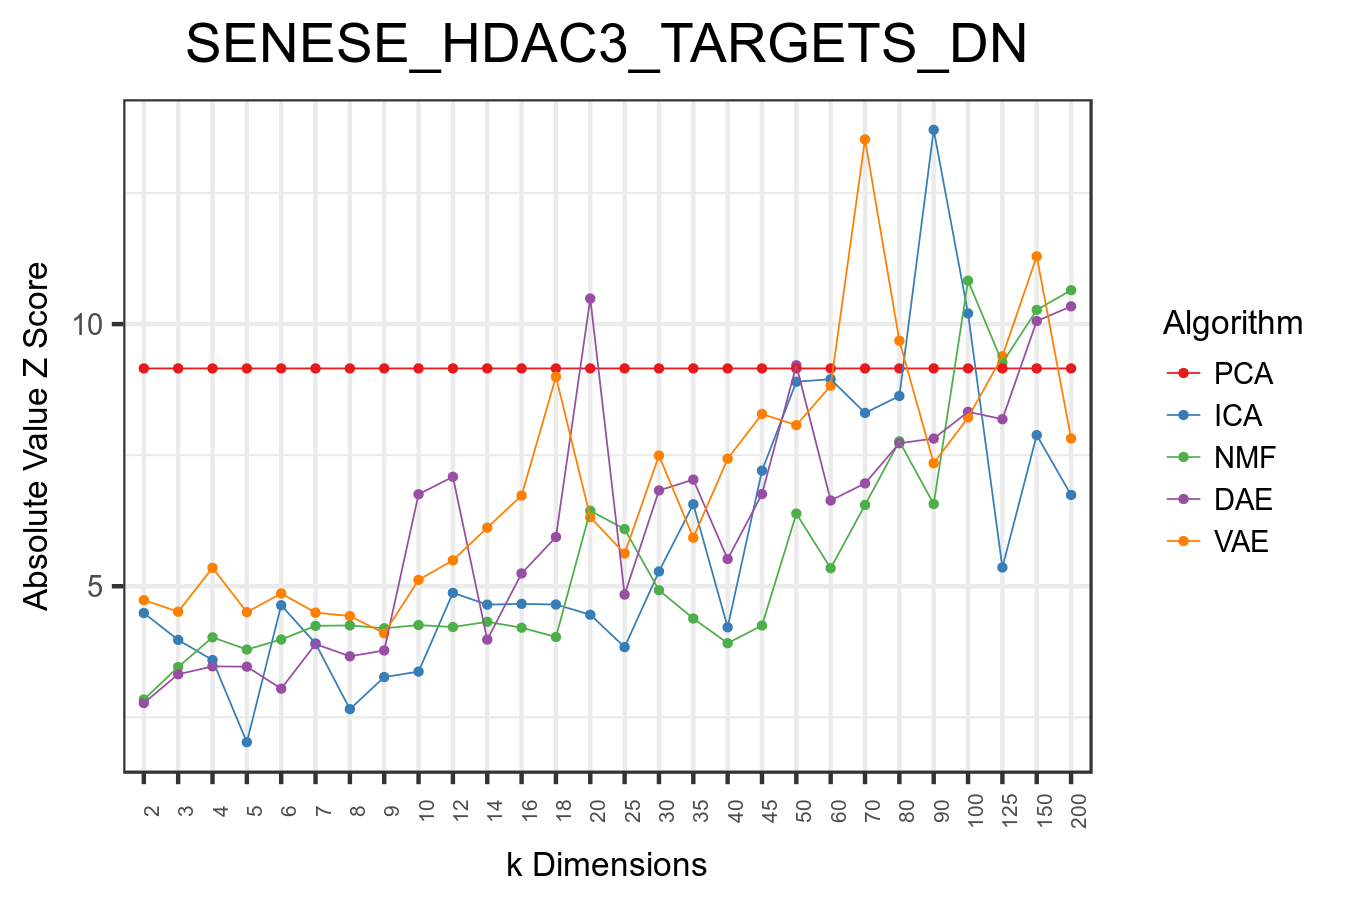 SENESE_HDAC3_TARGETS_DN
Absolute Value Z Score
10
5
2 3 4 5 6 7 8 9 10 12 14 16 18 20 25 30 35 40 45 50 60 70 80 90 100 125 150 200
k Dimensions
Algorithm
PCA
ICA
NMF
DAE
VAE